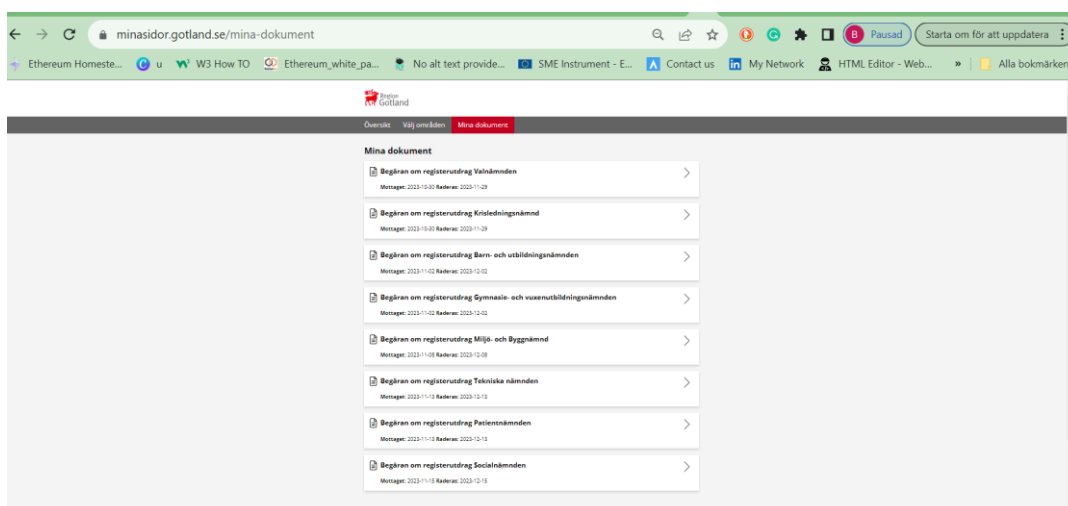 minasidor.gotland.se/mina-dokument
B Pausad
Starta om för att uppdatera
Ethereum Homeste...
u
W3 How TO
Ethereum_white_pa...
No alt text provide...
SME Instrument - E...
Contact us
My Network
HTML Editor - Web...
»
Alla bokmärken
Region
Gotland
Översikt Välj områden Mina dokument
Mina dokument
Begäran om registerutdrag Valnämnden
Mottaget: 2023-10-30 Raderas: 2023-11-29
Begäran om registerutdrag Krisledningsnämnd
Mottaget: 2023-10-30 Raderas: 2023-11-29
Begäran om registerutdrag Barn- och utbildningsnämnden
Mottaget: 2023-11-02 Raderas: 2023-12-02
Begäran om registerutdrag Gymnasie- och vuxenutbildningsnämnden
Mottaget: 2023-11-02 Raderas: 2023-12-02
Begäran om registerutdrag Miljö- och Byggnämnd
Mottaget: 2023-11-08 Raderas: 2023-12-08
Begäran om registerutdrag Tekniska nämnden
Mottaget: 2023-11-13 Raderas: 2023-12-13
Begäran om registerutdrag Patientnämnden
Mottaget: 2023-11-13 Raderas: 2023-12-13
Begäran om registerutdrag Socialnämnden
Mottaget: 2023-11-15 Raderas: 2023-12-15